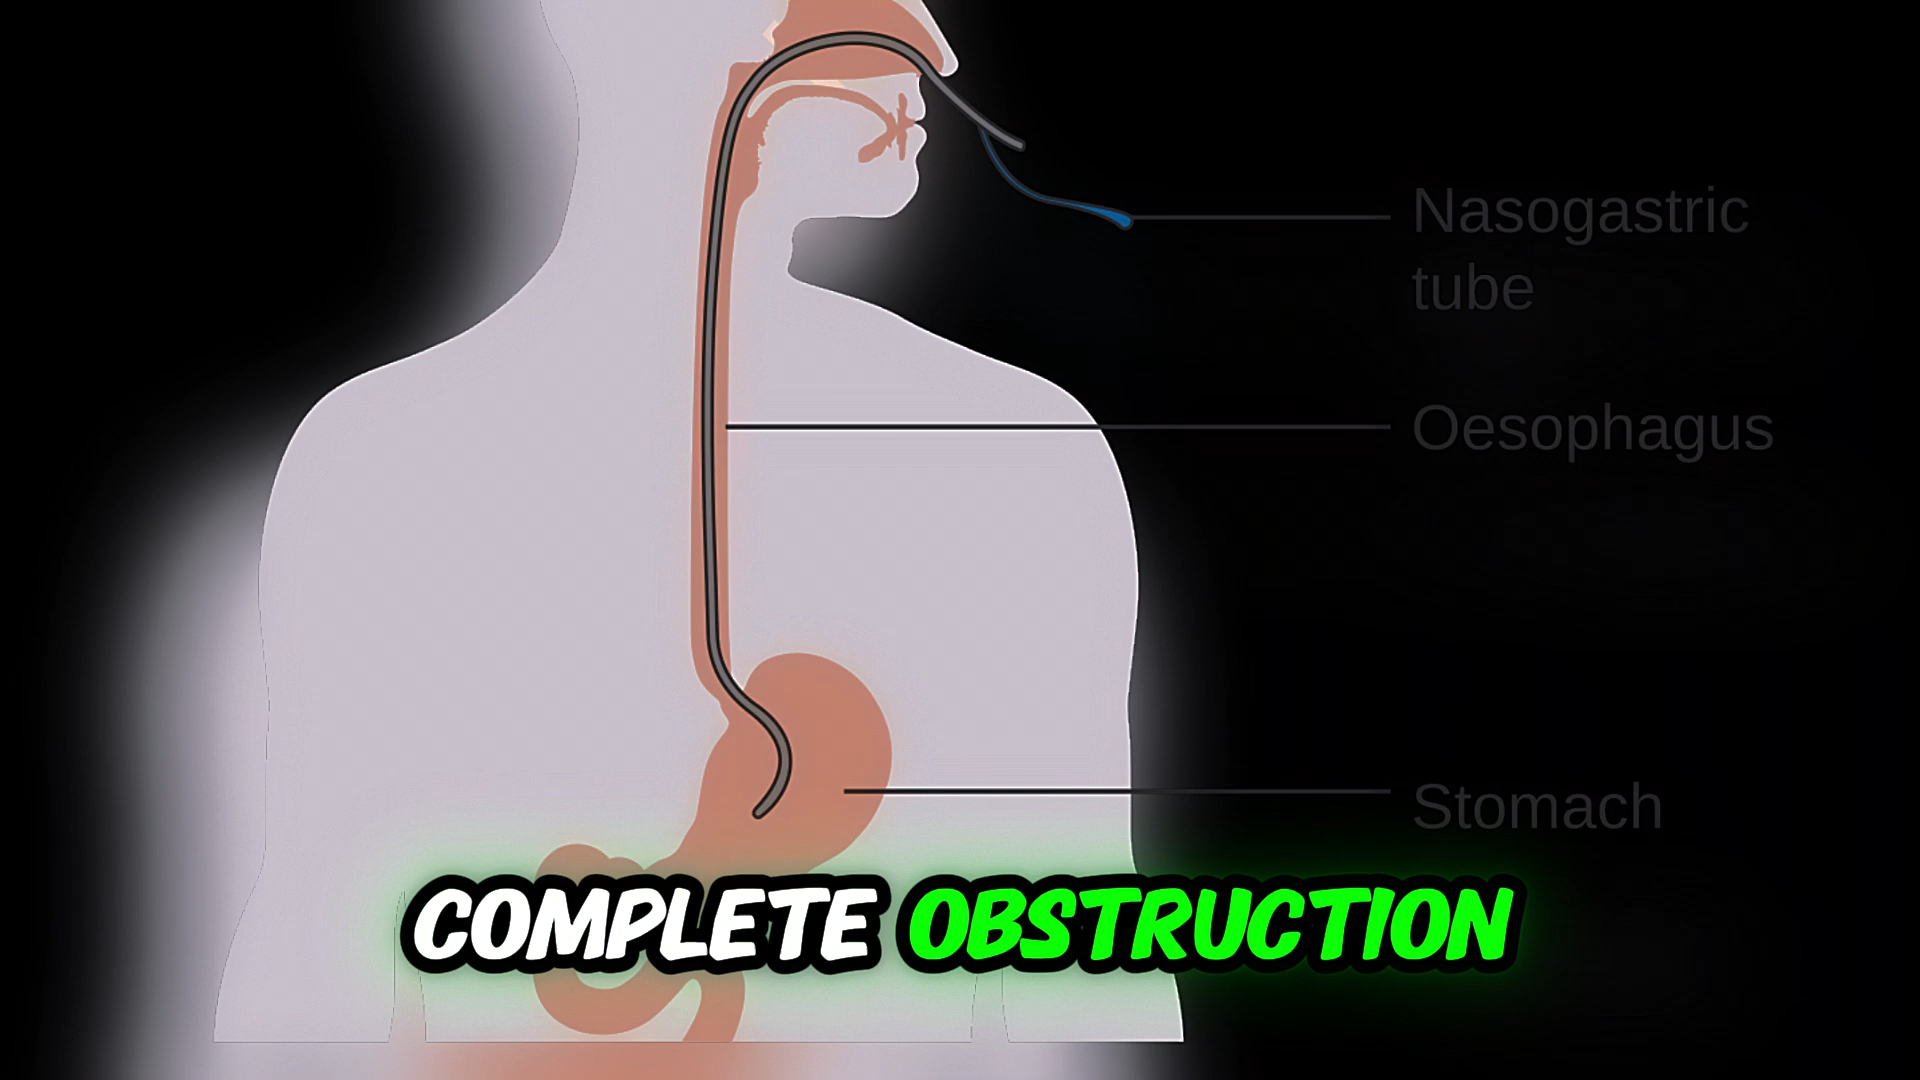 Nasogastric
tube
Oesophagus
Stomach
COMPLETE OBSTRUCTION